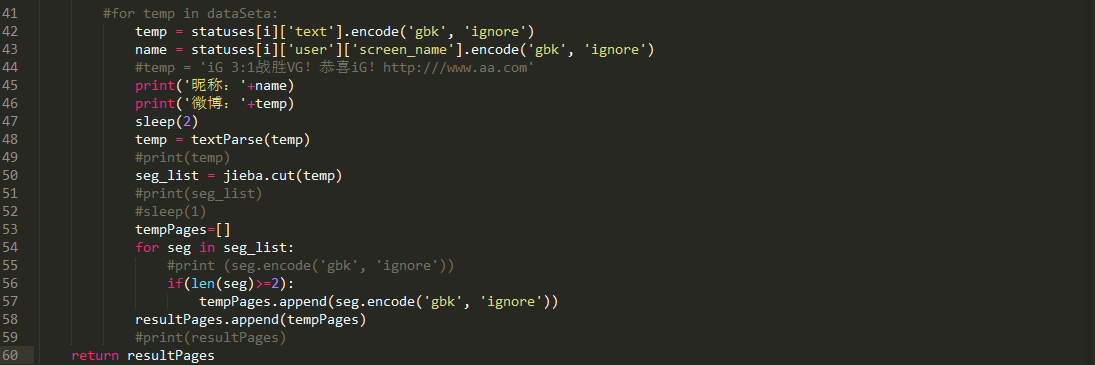 41 #for temp in dataSeta:
42 temp = statuses[i]['text'].encode('gbk', 'ignore')
43 name = statuses[i]['user']['screen_name'].encode('gbk', 'ignore')
44 #temp = 'iG 3:1战胜VG! 恭喜iG! http:///www.aa.com'
45 print('昵称: '+name)
46 print('微博: '+temp)
47 sleep(2)
48 temp = textParse(temp)
49 #print(temp)
50 seg_list = jieba.cut(temp)
51 #print(seg_list)
52 #sleep(1)
53 tempPages=[]
54 for seg in seg_list:
55 #print (seg.encode('gbk', 'ignore'))
56 if(len(seg)>=2):
57 tempPages.append(seg.encode('gbk', 'ignore'))
58 resultPages.append(tempPages)
59 #print(resultPages)
60 return resultPages